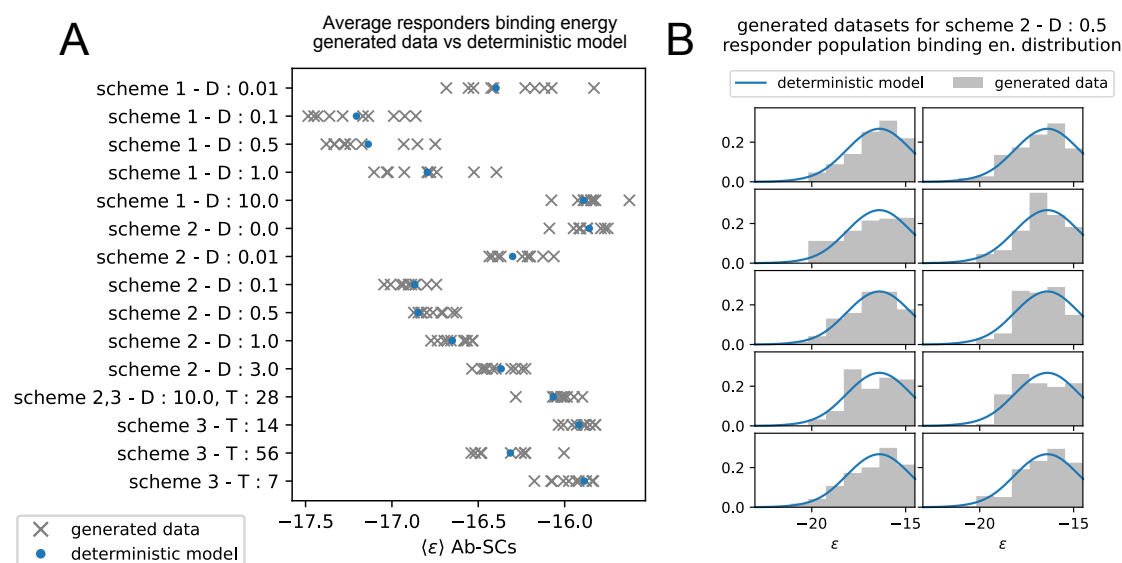 A
Average responders binding energy
generated data vs deterministic model
scheme 1 - D : 0.01
scheme 1 - D : 0.1
scheme 1 - D : 0.5
scheme 1 - D : 1.0
scheme 1 - D : 10.0
scheme 2 - D : 0.0
scheme 2 - D : 0.01
scheme 2 - D : 0.1
scheme 2 - D : 0.5
scheme 2 - D : 1.0
scheme 2 - D : 3.0
scheme 2,3 - D : 10.0, T : 28
scheme 3 - T : 14
scheme 3 - T : 56
scheme 3 - T : 7
−17.5 −17.0 −16.5 −16.0
⟨ε⟩ Ab-SCs
generated data
deterministic model
B
generated datasets for scheme 2 - D : 0.5
responder population binding en. distribution
deterministic model generated data
0.2
0.0
0.2
0.0
0.2
0.0
0.2
0.0
0.2
0.0
−20 −15 −20 −15
ε ε